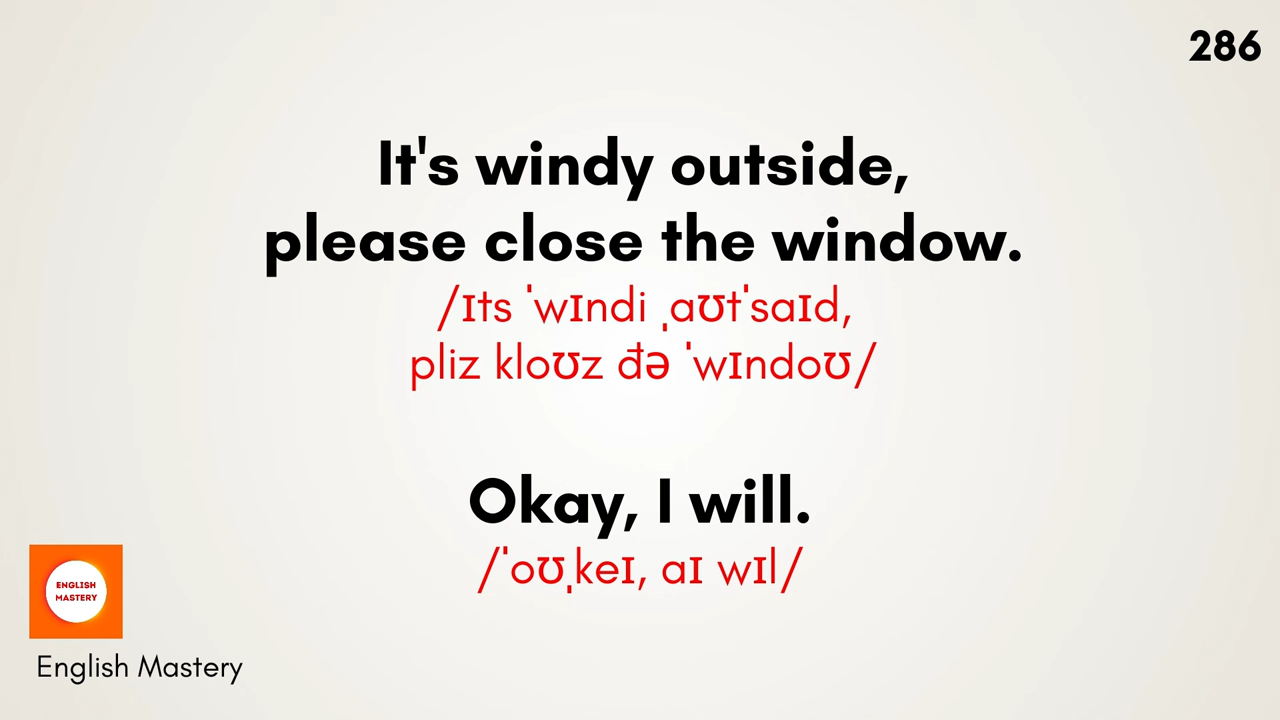 286
It's windy outside,
please close the window.
/ɪts ˈwɪndi ˌaʊtˈsaɪd,
pliz kloʊz đə ˈwɪndoʊ/
Okay, I will.
/ˈoʊˌkeɪ, aɪ wɪl/
ENGLISH
MASTERY
English Mastery